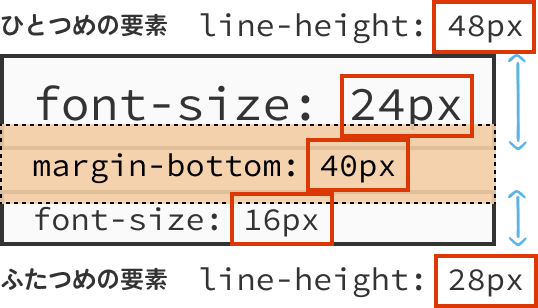 ひとつめの要素 line-height: 48px
font-size: 24px
margin-bottom: 40px
font-size: 16px
ふたつめの要素 line-height: 28px